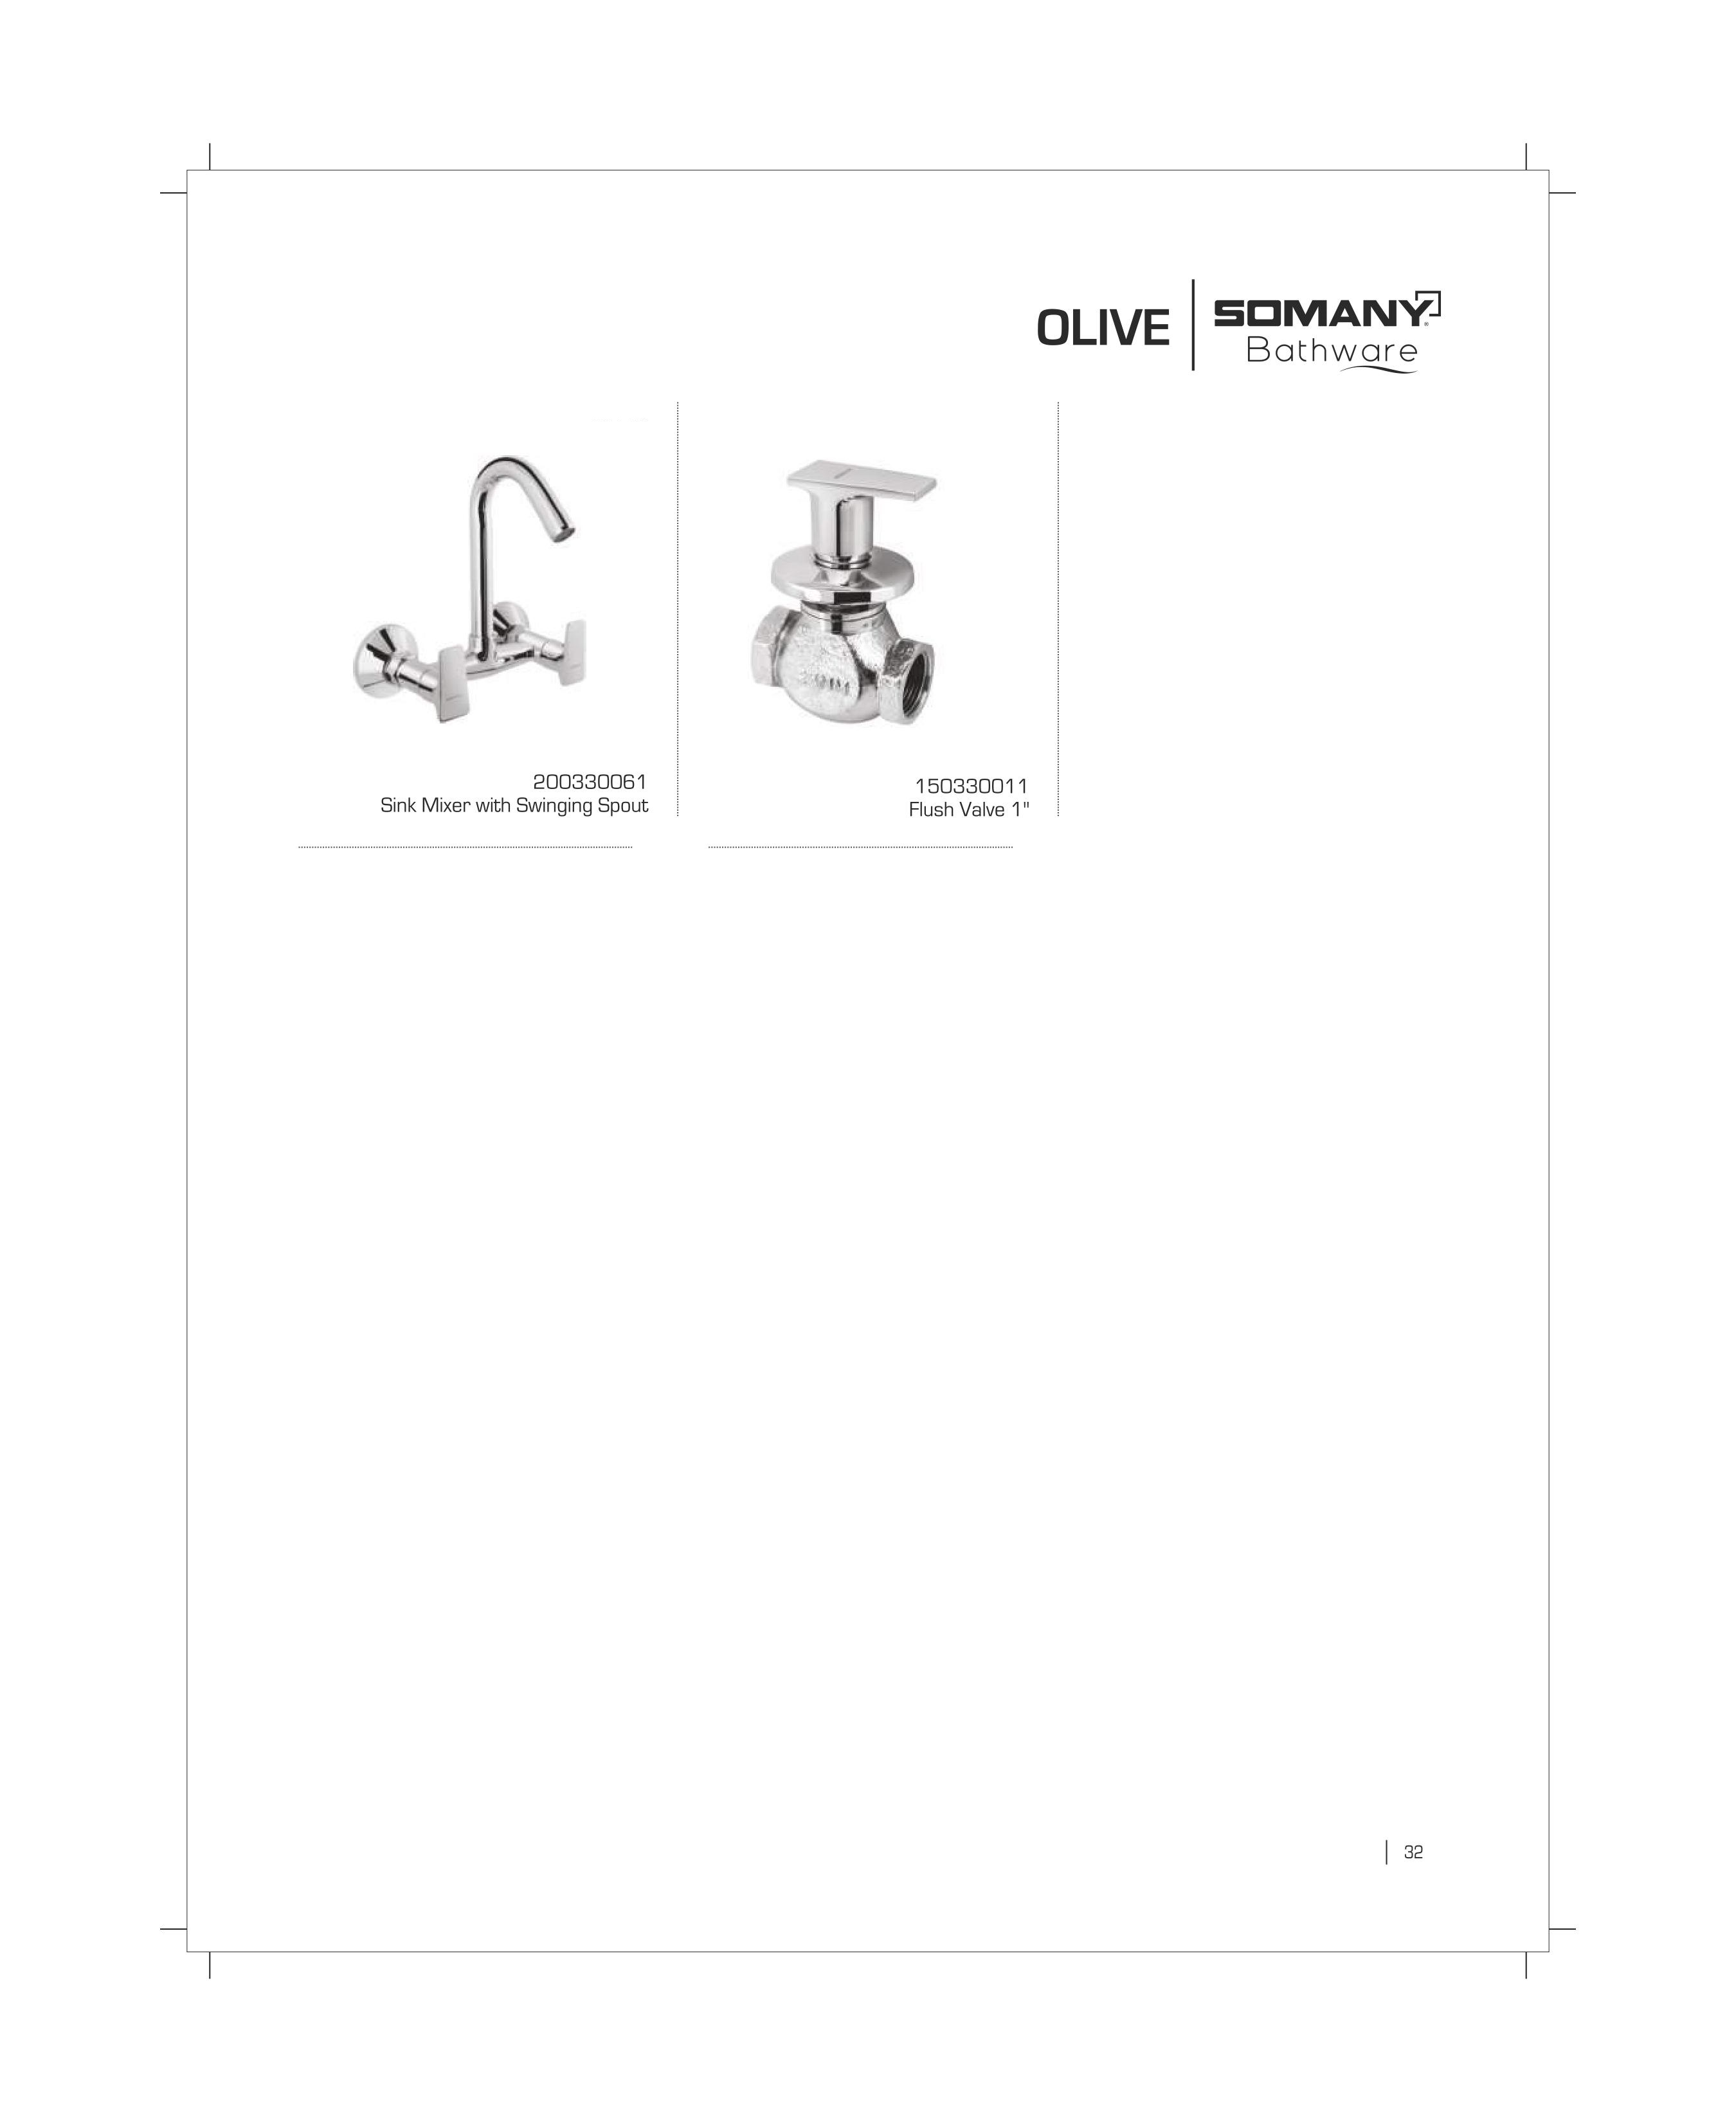 OLIVE
SOMANY®
Bathware
200330061
Sink Mixer with Swinging Spout
150330011
Flush Valve 1"
32